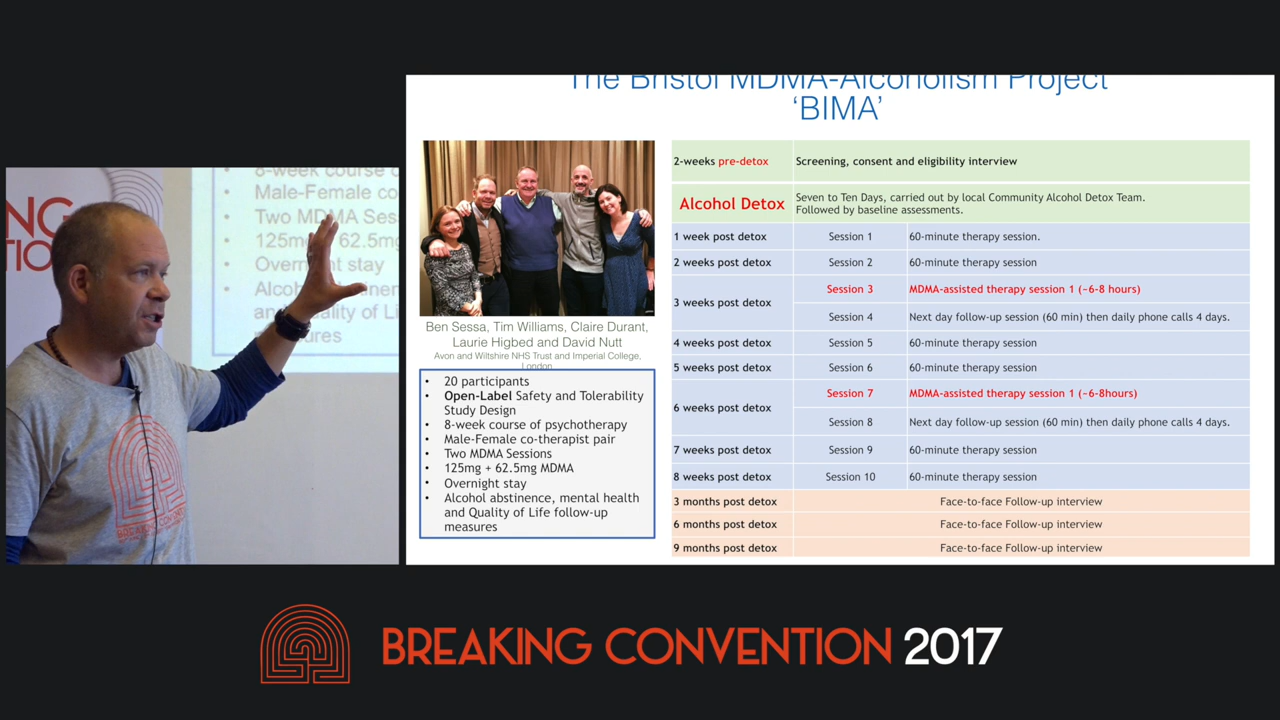 The Bristol MDMA-Alcoholism Project
'BIMA'
Ben Sessa, Tim Williams, Claire Durant,
Laurie Higbed and David Nutt
Avon and Wiltshire NHS Trust and Imperial College,
London
• 20 participants
• Open-Label Safety and Tolerability
Study Design
• 8-week course of psychotherapy
• Male-Female co-therapist pair
• Two MDMA Sessions
• 125mg + 62.5mg MDMA
• Overnight stay
• Alcohol abstinence, mental health
and Quality of Life follow-up
measures
2-weeks pre-detox Screening, consent and eligibility interview
Alcohol Detox Seven to Ten Days, carried out by local Community Alcohol Detox Team.
Followed by baseline assessments.
1 week post detox Session 1 60-minute therapy session.
2 weeks post detox Session 2 60-minute therapy session
3 weeks post detox Session 3 MDMA-assisted therapy session 1 (~6-8 hours)
Session 4 Next day follow-up session (60 min) then daily phone calls 4 days.
4 weeks post detox Session 5 60-minute therapy session
5 weeks post detox Session 6 60-minute therapy session
6 weeks post detox Session 7 MDMA-assisted therapy session 1 (~6-8hours)
Session 8 Next day follow-up session (60 min) then daily phone calls 4 days.
7 weeks post detox Session 9 60-minute therapy session
8 weeks post detox Session 10 60-minute therapy session
3 months post detox Face-to-face Follow-up interview
6 months post detox Face-to-face Follow-up interview
9 months post detox Face-to-face Follow-up interview
8-week course o
Male-Female co
Two MDMA Ses
125m 62.5m
Overn t stay
Alcoh
an ality of Li
BREAKING CONVENTION
BREAKING CONVENTION 2017